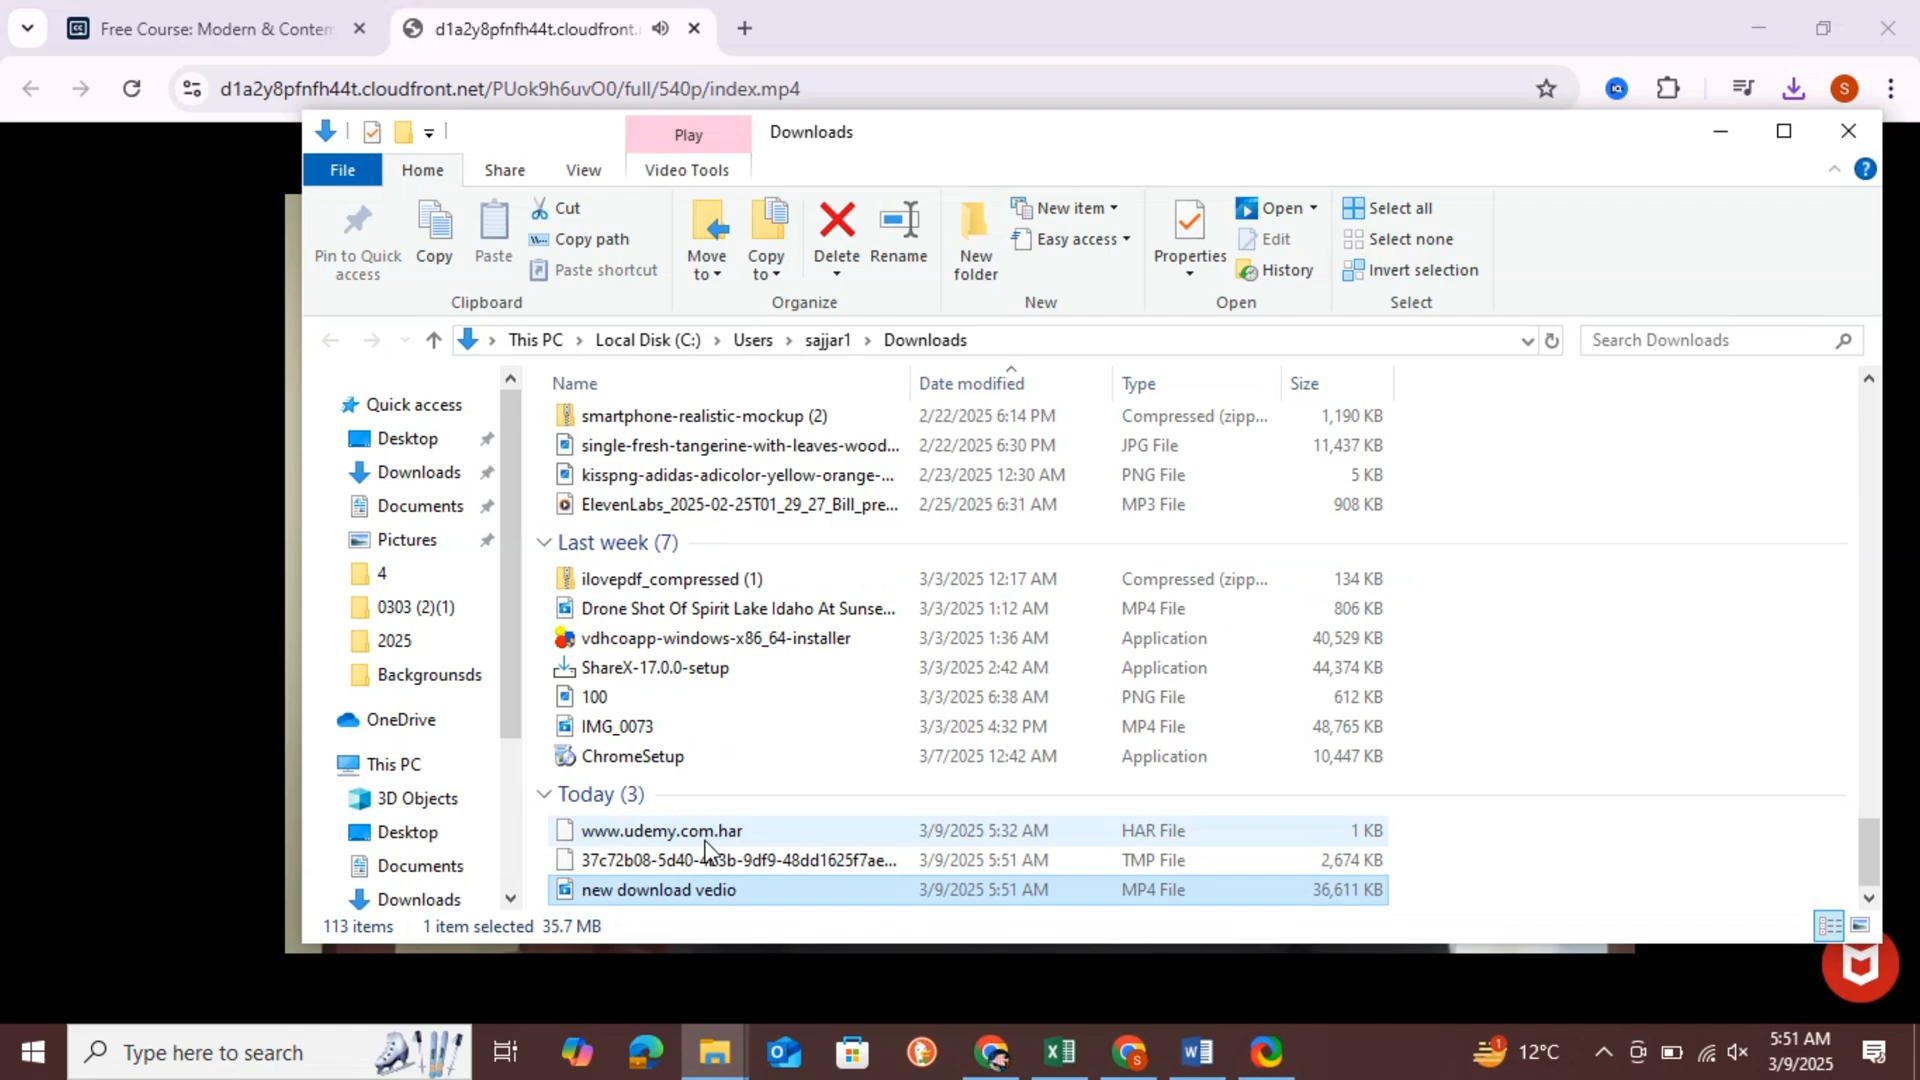 Free Course: Modern & Contem
d1a2y8pfnfh44t.cloudfront.
d1a2y8pfnfh44t.cloudfront.net/PUok9h6uvO0/full/540p/index.mp4
S
Play
Downloads
File
Home
Share
View
Video Tools
Pin to Quick access
Copy
Paste
Cut
Copy path
Paste shortcut
Move to
Copy to
Delete
Rename
New folder
New item
Easy access
Properties
Open
Edit
History
Select all
Select none
Invert selection
Clipboard
Organize
New
Open
Select
This PC > Local Disk (C:) > Users > sajjar1 > Downloads
Search Downloads
Name Date modified Type Size
smartphone-realistic-mockup (2) 2/22/2025 6:14 PM Compressed (zipp... 1,190 KB
single-fresh-tangerine-with-leaves-wood... 2/22/2025 6:30 PM JPG File 11,437 KB
kisspng-adidas-adicolor-yellow-orange-... 2/23/2025 12:30 AM PNG File 5 KB
ElevenLabs_2025-02-25T01_29_27_Bill_pre... 2/25/2025 6:31 AM MP3 File 908 KB
Last week (7)
ilovepdf_compressed (1) 3/3/2025 12:17 AM Compressed (zipp... 134 KB
Drone Shot Of Spirit Lake Idaho At Sunse... 3/3/2025 1:12 AM MP4 File 806 KB
vdhcoapp-windows-x86_64-installer 3/3/2025 1:36 AM Application 40,529 KB
ShareX-17.0.0-setup 3/3/2025 2:42 AM Application 44,374 KB
100 3/3/2025 6:38 AM PNG File 612 KB
IMG_0073 3/3/2025 4:32 PM MP4 File 48,765 KB
ChromeSetup 3/7/2025 12:42 AM Application 10,447 KB
Today (3)
www.udemy.com.har 3/9/2025 5:32 AM HAR File 1 KB
3/9/2025 5:51 AM TMP File 2,674 KB
new download vedio 3/9/2025 5:51 AM MP4 File 36,611 KB
Quick access
Desktop
Downloads
Documents
Pictures
4
0303 (2)(1)
2025
Backgrounsds
OneDrive
This PC
3D Objects
Desktop
Documents
Downloads
113 items 1 item selected 35.7 MB
Type here to search
12°C
5:51 AM
3/9/2025